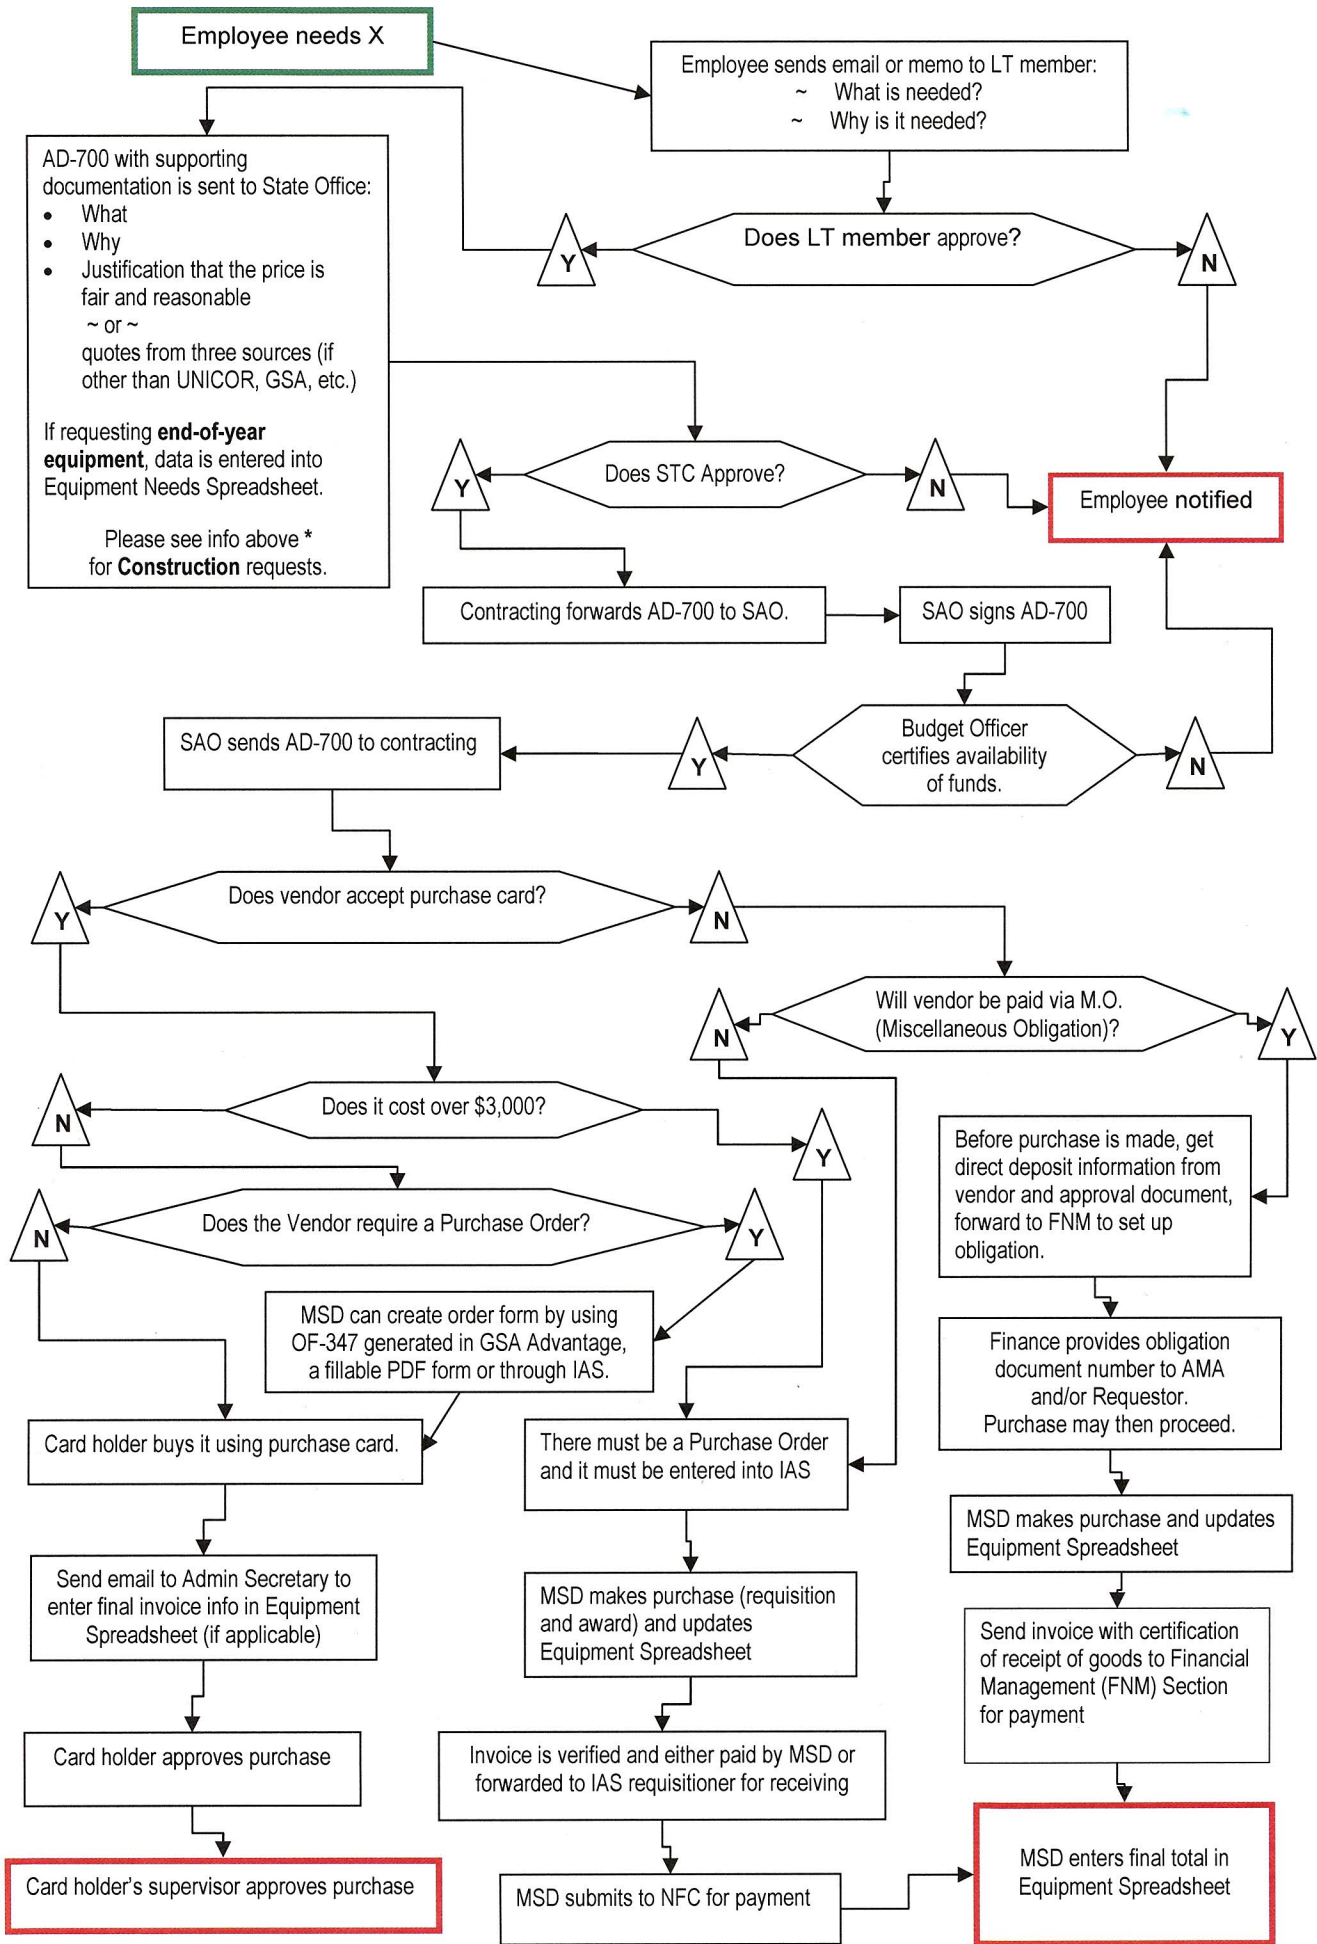 Employee needs X
Employee sends email or memo to LT member:
~ What is needed?
~ Why is it needed?
AD-700 with supporting
documentation is sent to State Office:
• What
• Why
• Justification that the price is
fair and reasonable
~ or ~
quotes from three sources (if
other than UNICOR, GSA, etc.)
If requesting end-of-year
equipment, data is entered into
Equipment Needs Spreadsheet.
Please see info above *
for Construction requests.
Does LT member approve?
Y
N
Does STC Approve?
Y
N
Employee notified
Contracting forwards AD-700 to SAO.
SAO signs AD-700
Budget Officer
certifies availability
of funds.
Y
N
SAO sends AD-700 to contracting
Does vendor accept purchase card?
Y
N
Will vendor be paid via M.O.
(Miscellaneous Obligation)?
N
Y
Does it cost over $3,000?
N
Y
Does the Vendor require a Purchase Order?
N
Y
MSD can create order form by using
OF-347 generated in GSA Advantage,
a fillable PDF form or through IAS.
Card holder buys it using purchase card.
Send email to Admin Secretary to
enter final invoice info in Equipment
Spreadsheet (if applicable)
Card holder approves purchase
Card holder's supervisor approves purchase
There must be a Purchase Order
and it must be entered into IAS
MSD makes purchase (requisition
and award) and updates
Equipment Spreadsheet
Invoice is verified and either paid by MSD or
forwarded to IAS requisitioner for receiving
MSD submits to NFC for payment
Before purchase is made, get
direct deposit information from
vendor and approval document,
forward to FNM to set up
obligation.
Finance provides obligation
document number to AMA
and/or Requestor.
Purchase may then proceed.
MSD makes purchase and updates
Equipment Spreadsheet
Send invoice with certification
of receipt of goods to Financial
Management (FNM) Section
for payment
MSD enters final total in
Equipment Spreadsheet